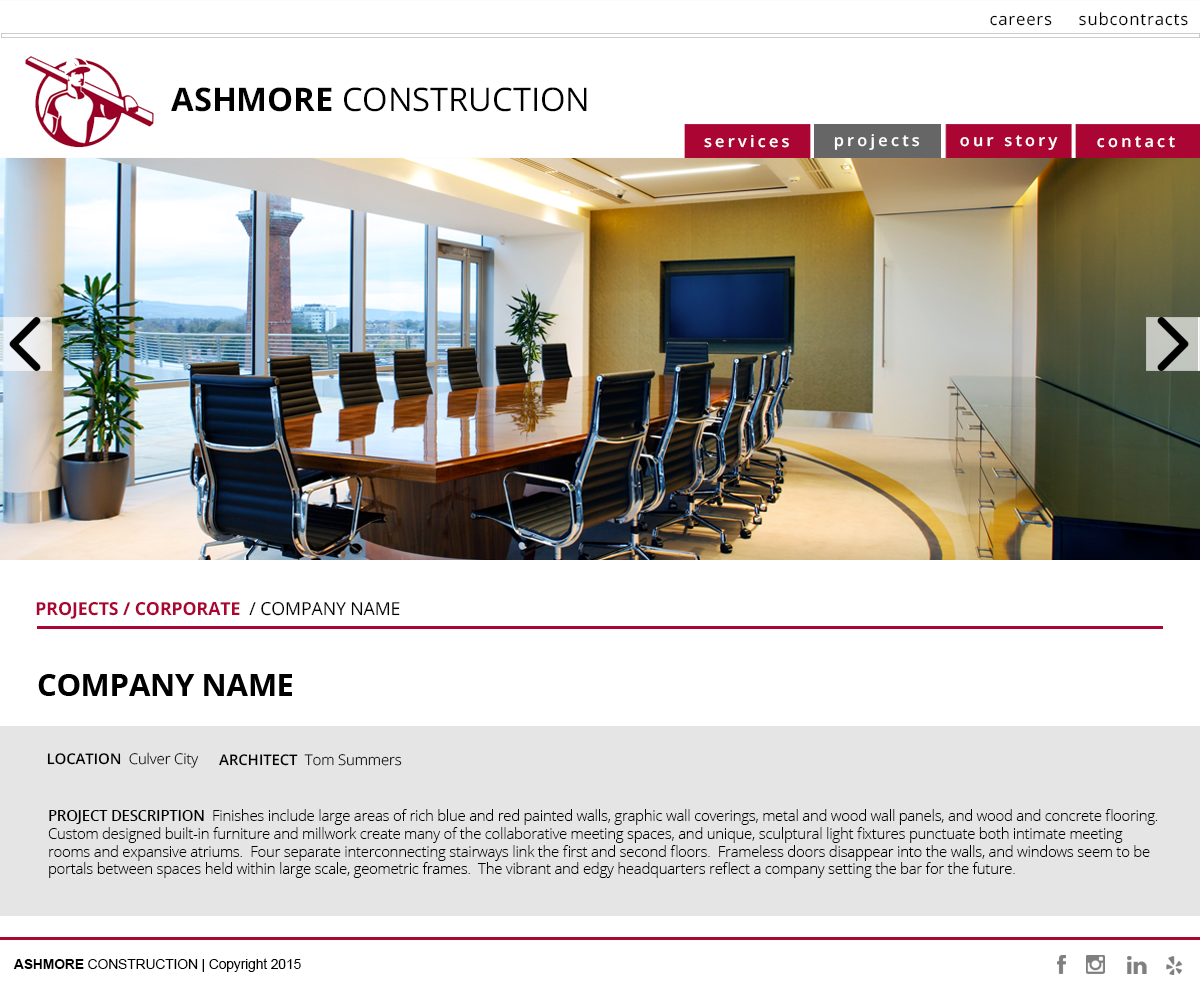 careers subcontracts
ASHMORE CONSTRUCTION
services projects our story contact
PROJECTS / CORPORATE / COMPANY NAME
COMPANY NAME
LOCATION Culver City ARCHITECT Tom Summers
PROJECT DESCRIPTION Finishes include large areas of rich blue and red painted walls, graphic wall coverings, metal and wood wall panels, and wood and concrete flooring.
Custom designed built-in furniture and millwork create many of the collaborative meeting spaces, and unique, sculptural light fixtures punctuate both intimate meeting
rooms and expansive atriums. Four separate interconnecting stairways link the first and second floors. Frameless doors disappear into the walls, and windows seem to be
portals between spaces held within large scale, geometric frames. The vibrant and edgy headquarters reflect a company setting the bar for the future.
ASHMORE CONSTRUCTION | Copyright 2015